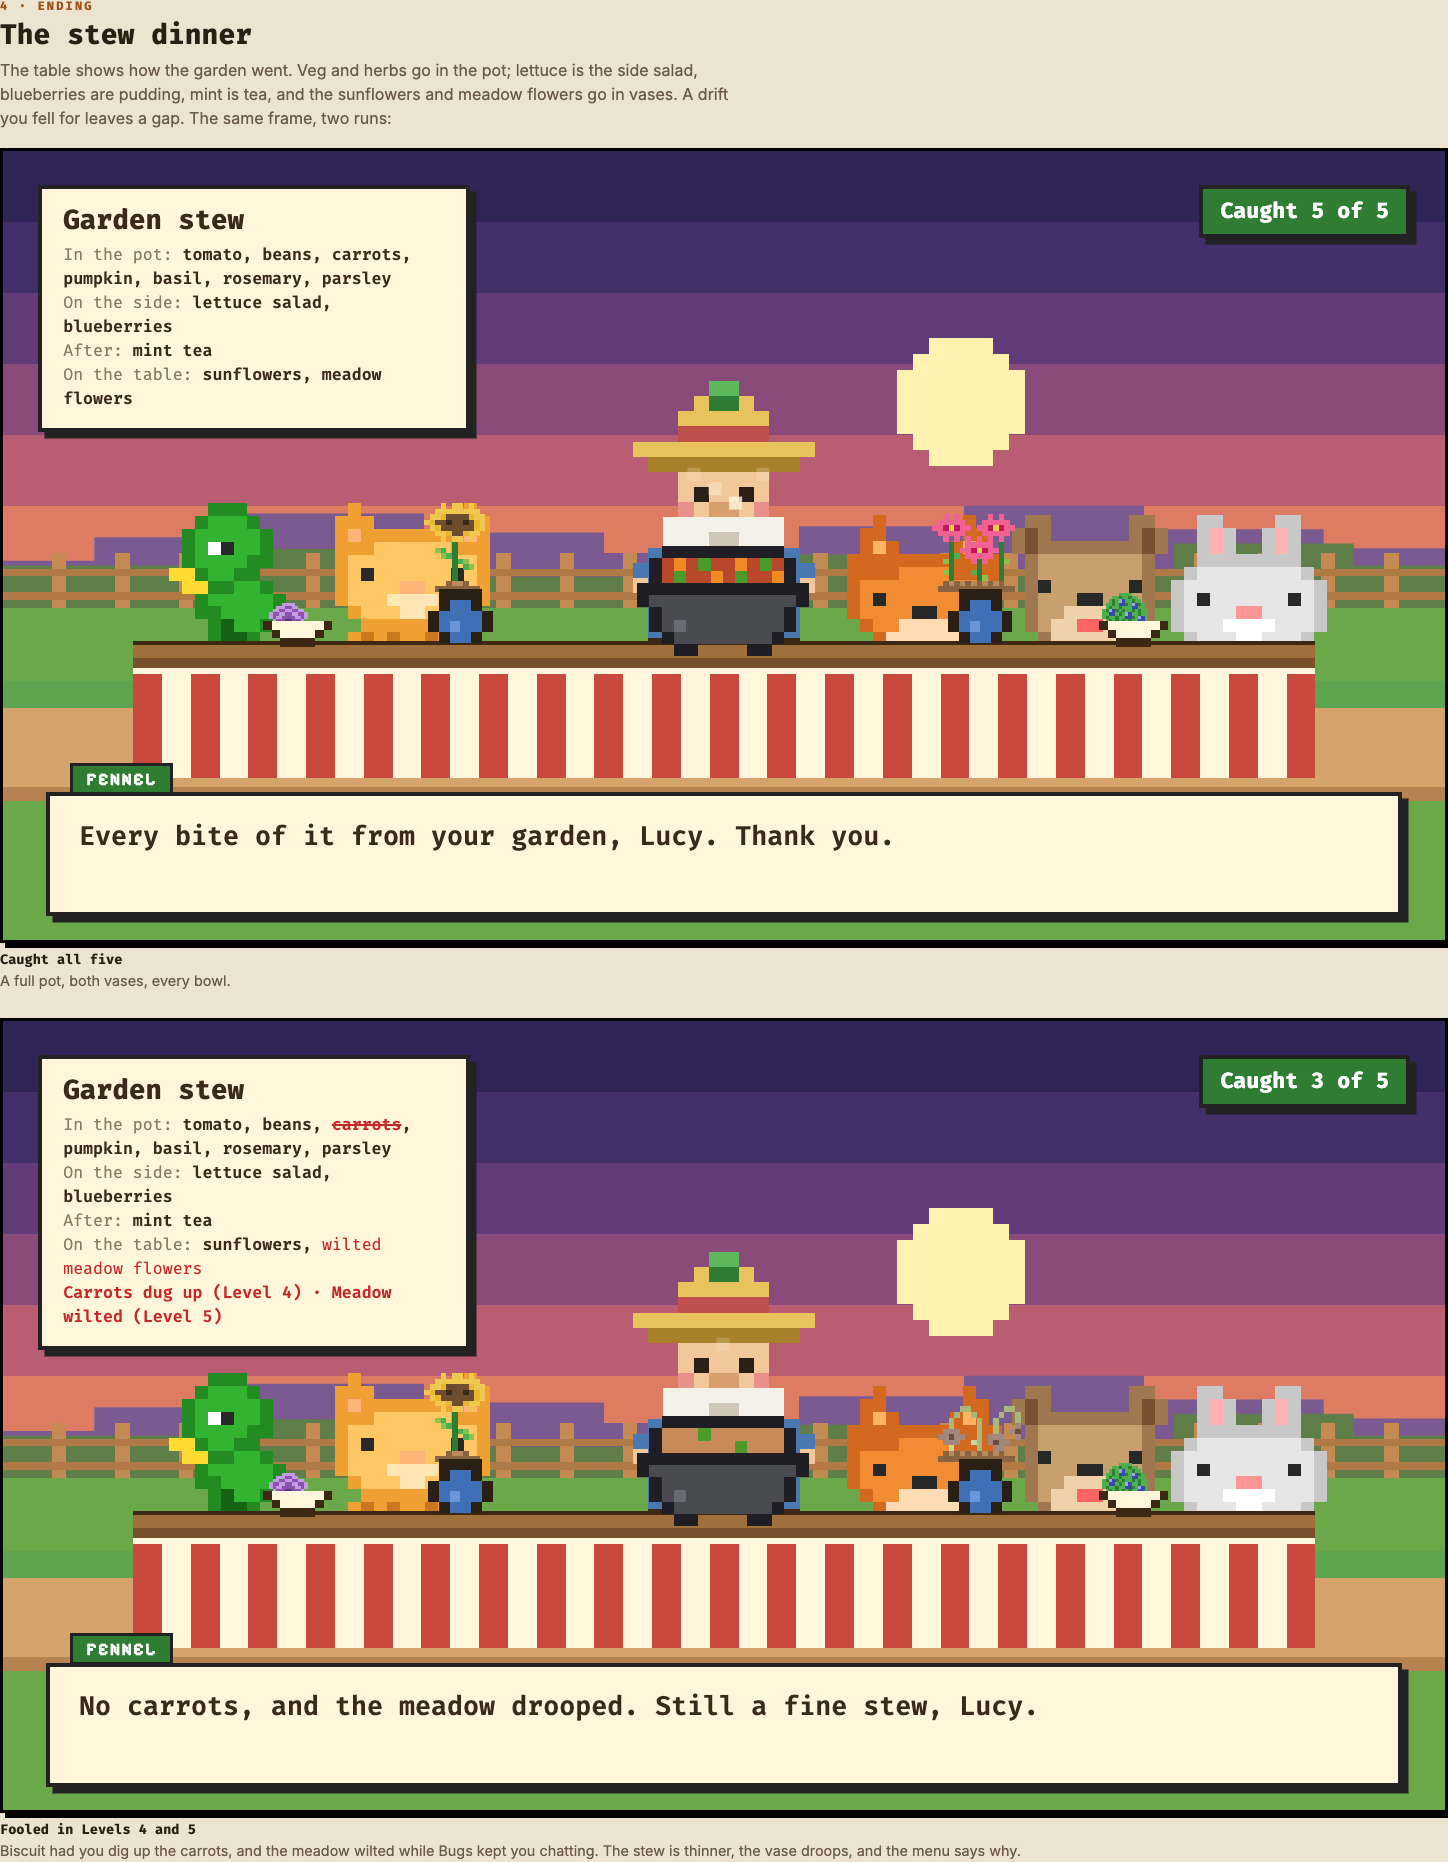 4 · ENDING
The stew dinner
The table shows how the garden went. Veg and herbs go in the pot; lettuce is the side salad,
blueberries are pudding, mint is tea, and the sunflowers and meadow flowers go in vases. A drift
you fell for leaves a gap. The same frame, two runs:
Garden stew
In the pot: tomato, beans, carrots,
pumpkin, basil, rosemary, parsley
On the side: lettuce salad,
blueberries
After: mint tea
On the table: sunflowers, meadow
flowers
Caught 5 of 5
FENNEL
Every bite of it from your garden, Lucy. Thank you.
Caught all five
A full pot, both vases, every bowl.
Garden stew
In the pot: tomato, beans, carrots,
pumpkin, basil, rosemary, parsley
On the side: lettuce salad,
blueberries
After: mint tea
On the table: sunflowers, wilted
meadow flowers
Carrots dug up (Level 4) · Meadow
wilted (Level 5)
Caught 3 of 5
FENNEL
No carrots, and the meadow drooped. Still a fine stew, Lucy.
Fooled in Levels 4 and 5
Biscuit had you dig up the carrots, and the meadow wilted while Bugs kept you chatting. The stew is thinner, the vase droops, and the menu says why.